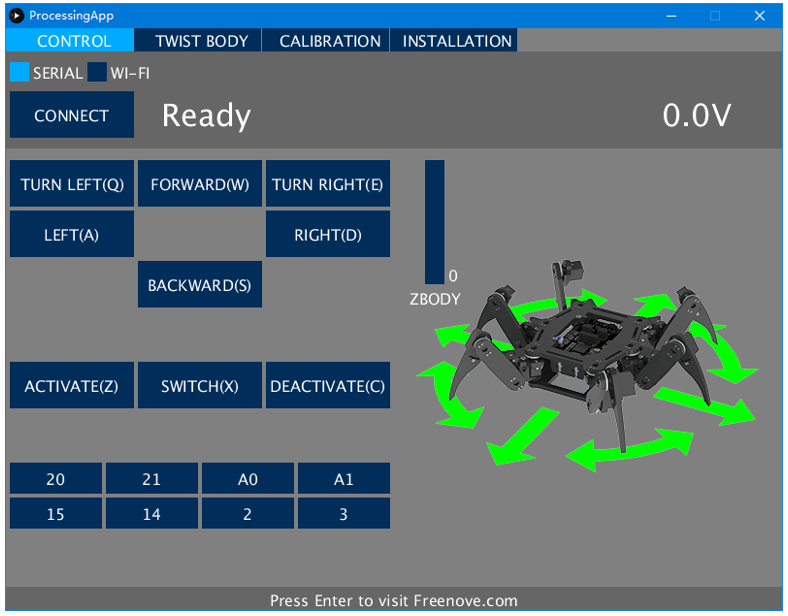 ProcessingApp
CONTROL TWIST BODY CALIBRATION INSTALLATION
SERIAL WI-FI
CONNECT Ready 0.0V
TURN LEFT(Q) FORWARD(W) TURN RIGHT(E)
LEFT(A) RIGHT(D)
0
BACKWARD(S)
ZBODY
ACTIVATE(Z) SWITCH(X) DEACTIVATE(C)
20 21 A0 A1
15 14 2 3
Press Enter to visit Freenove.com